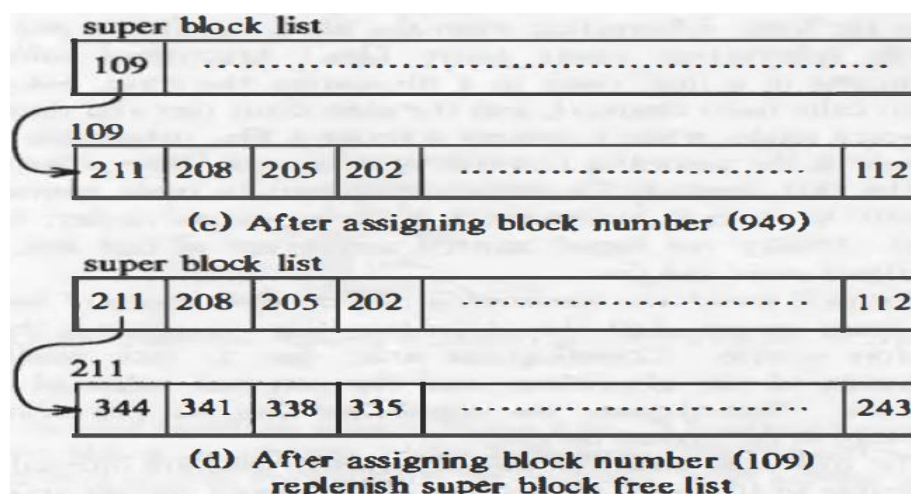 super block list
109 ........................................................
109
211 208 205 202 ................................ 112
(c) After assigning block number (949)
super block list
211 208 205 202 ................................ 112
211
344 341 338 335 ................................ 243
(d) After assigning block number (109)
replenish super block free list